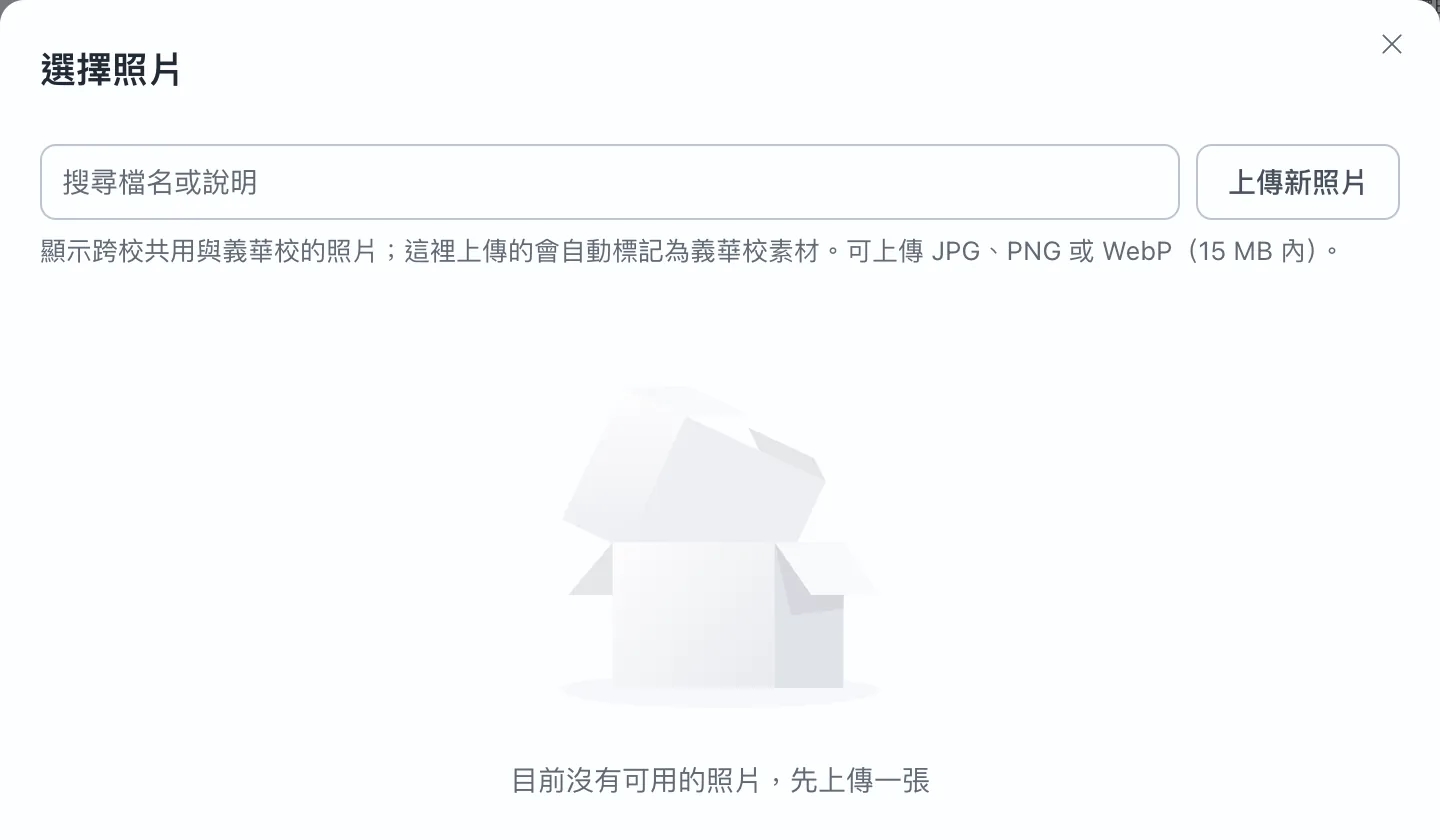 選擇照片
搜尋檔名或說明
上傳新照片
顯示跨校共用與義華校的照片；這裡上傳的會自動標記為義華校素材。可上傳 JPG、PNG 或 WebP（15 MB 內）。
目前沒有可用的照片，先上傳一張